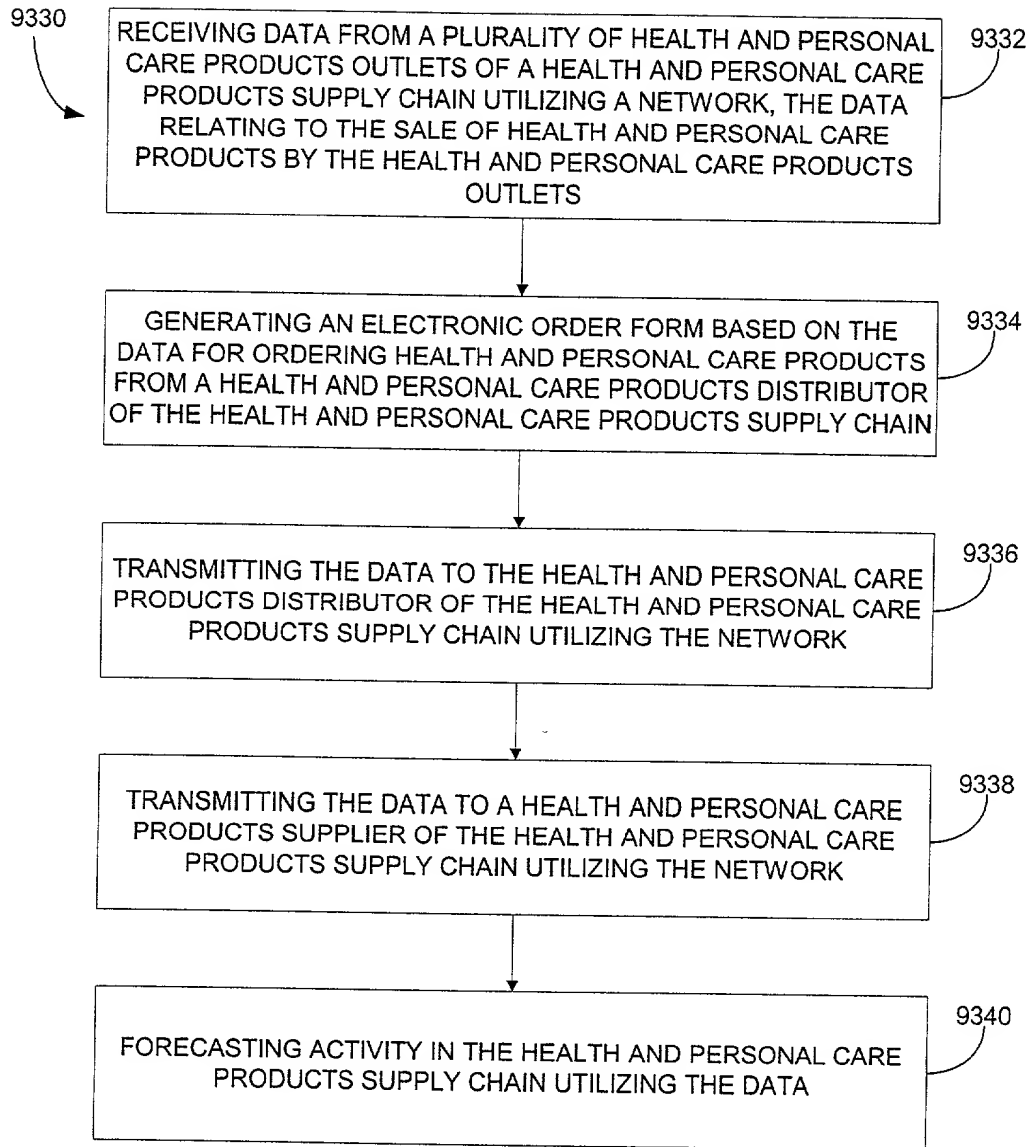 9330
RECEIVING DATA FROM A PLURALITY OF HEALTH AND PERSONAL
CARE PRODUCTS OUTLETS OF A HEALTH AND PERSONAL CARE
PRODUCTS SUPPLY CHAIN UTILIZING A NETWORK, THE DATA
RELATING TO THE SALE OF HEALTH AND PERSONAL CARE
PRODUCTS BY THE HEALTH AND PERSONAL CARE PRODUCTS
OUTLETS
9332
GENERATING AN ELECTRONIC ORDER FORM BASED ON THE
DATA FOR ORDERING HEALTH AND PERSONAL CARE PRODUCTS
FROM A HEALTH AND PERSONAL CARE PRODUCTS DISTRIBUTOR
OF THE HEALTH AND PERSONAL CARE PRODUCTS SUPPLY CHAIN
9334
TRANSMITTING THE DATA TO THE HEALTH AND PERSONAL CARE
PRODUCTS DISTRIBUTOR OF THE HEALTH AND PERSONAL CARE
PRODUCTS SUPPLY CHAIN UTILIZING THE NETWORK
9336
TRANSMITTING THE DATA TO A HEALTH AND PERSONAL CARE
PRODUCTS SUPPLIER OF THE HEALTH AND PERSONAL CARE
PRODUCTS SUPPLY CHAIN UTILIZING THE NETWORK
9338
FORECASTING ACTIVITY IN THE HEALTH AND PERSONAL CARE
PRODUCTS SUPPLY CHAIN UTILIZING THE DATA
9340